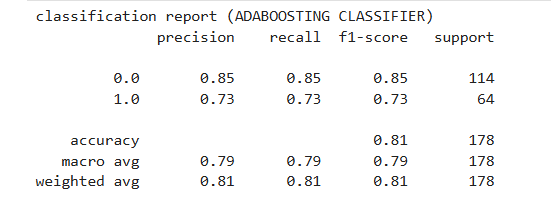 classification report (ADABOOSTING CLASSIFIER)
precision recall f1-score support
0.0 0.85 0.85 0.85 114
1.0 0.73 0.73 0.73 64
accuracy 0.81 178
macro avg 0.79 0.79 0.79 178
weighted avg 0.81 0.81 0.81 178